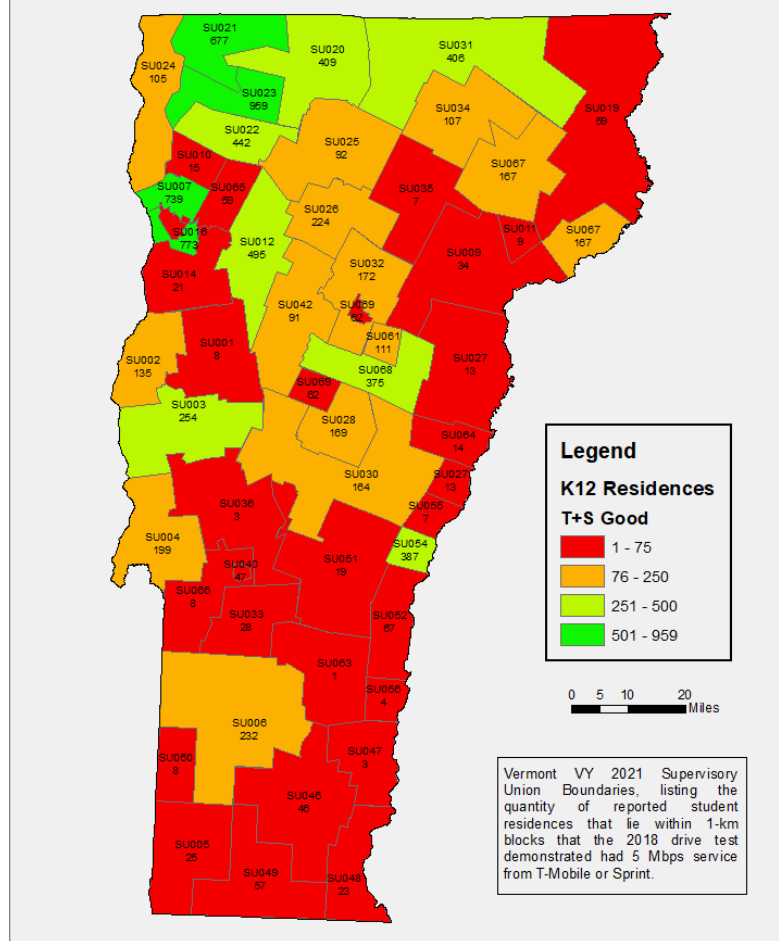 SU021
677
SU020
409
SU031
406
SU024
105
SU019
69
SU023
959
SU034
107
SU022
442
SU025
92
SU010
15
SU067
167
SU007
739
SU065
69
SU035
7
SU026
224
SU016
773
SU012
495
SU011
9
SU067
167
SU009
34
SU032
172
SU014
21
SU042
91
SU069
62
SU061
111
SU001
8
SU027
13
SU002
135
SU068
375
SU069
62
SU003
254
SU028
169
SU064
14
SU030
164
SU027
13
SU036
3
SU055
7
SU004
199
SU054
387
SU051
19
SU040
47
SU066
8
SU052
67
SU033
28
SU063
1
SU056
4
SU006
232
SU047
3
SU060
8
SU046
46
SU005
25
SU049
57
SU048
23
Legend
K12 Residences
T+S Good
1 - 75
76 - 250
251 - 500
501 - 959
0 5 10 20
Miles
Vermont VY 2021 Supervisory
Union Boundaries, listing the
quantity of reported student
residences that lie within 1-km
blocks that the 2018 drive test
demonstrated had 5 Mbps service
from T-Mobile or Sprint.